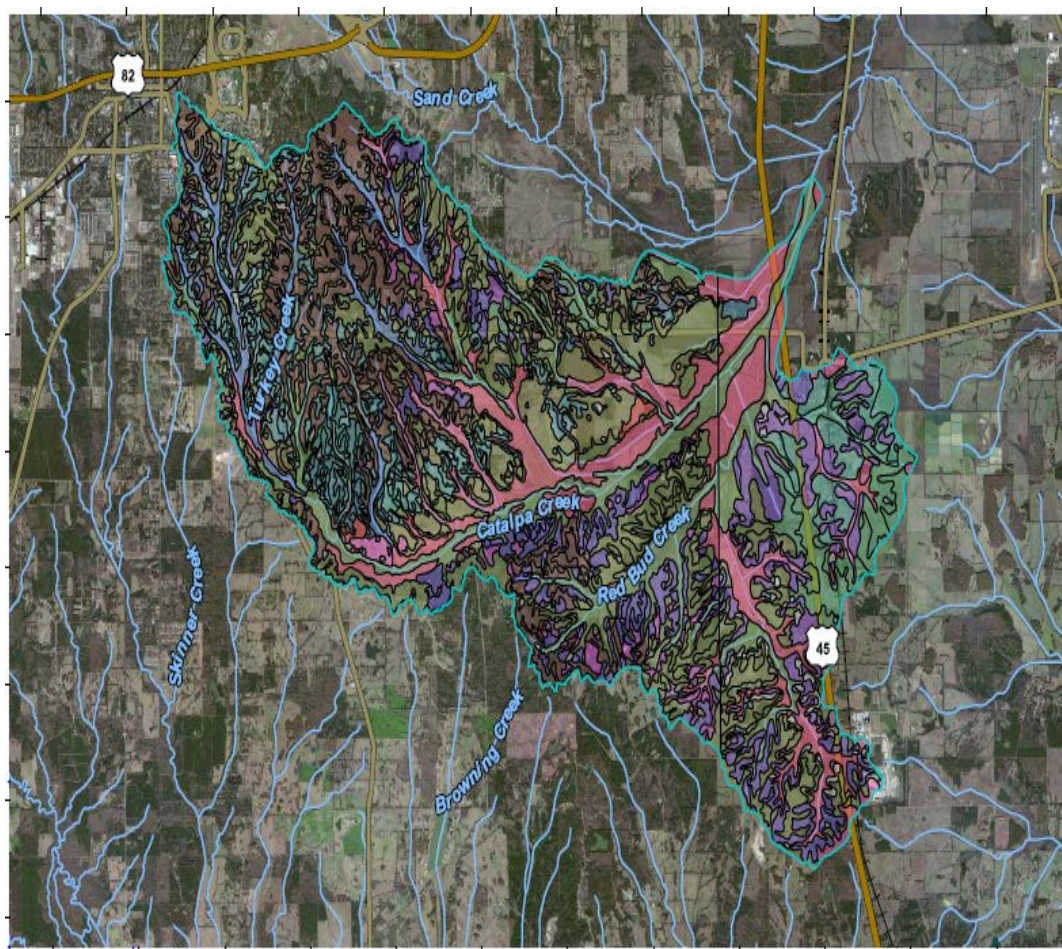 82
Sand Creek
Turkey Creek
Catalpa Creek
Red Bud Creek
Skinner Creek
45
Browning Creek